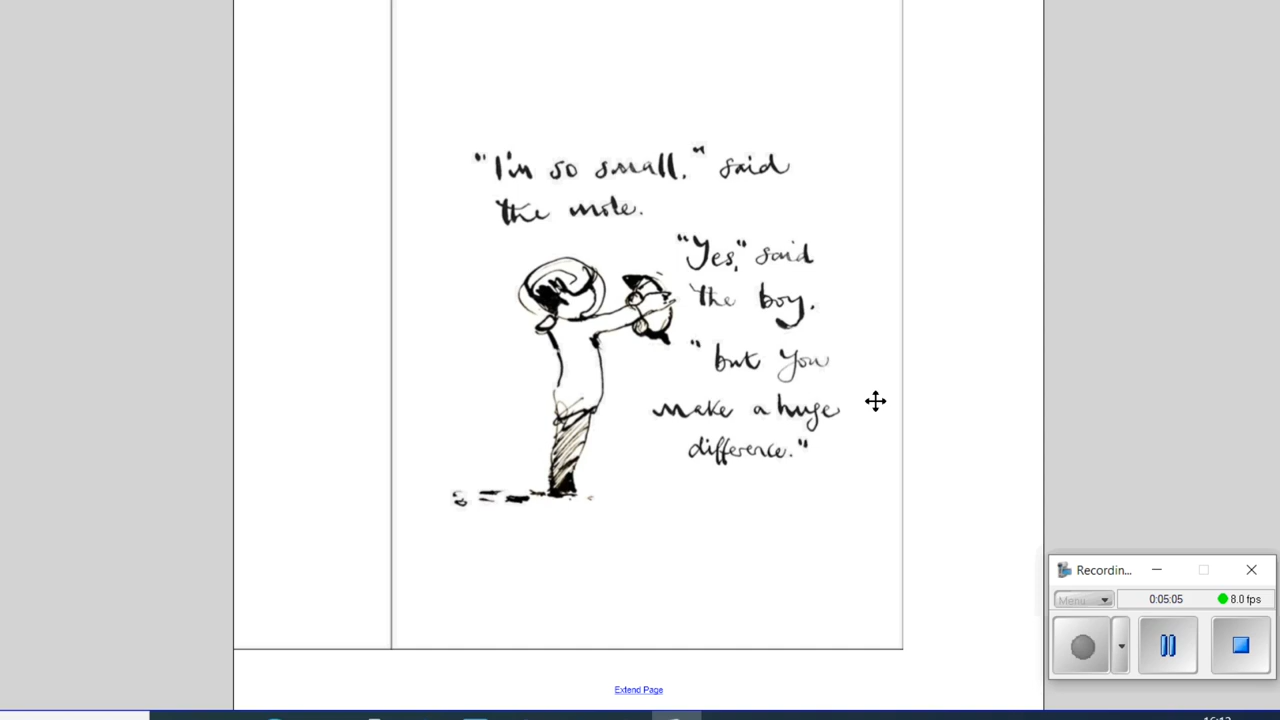 "I'm so small," said
the mole.
"Yes," said
the boy.
"but you
make a huge
difference."
Recordin...
Menu
0:05:05
8.0 fps
Extend Page